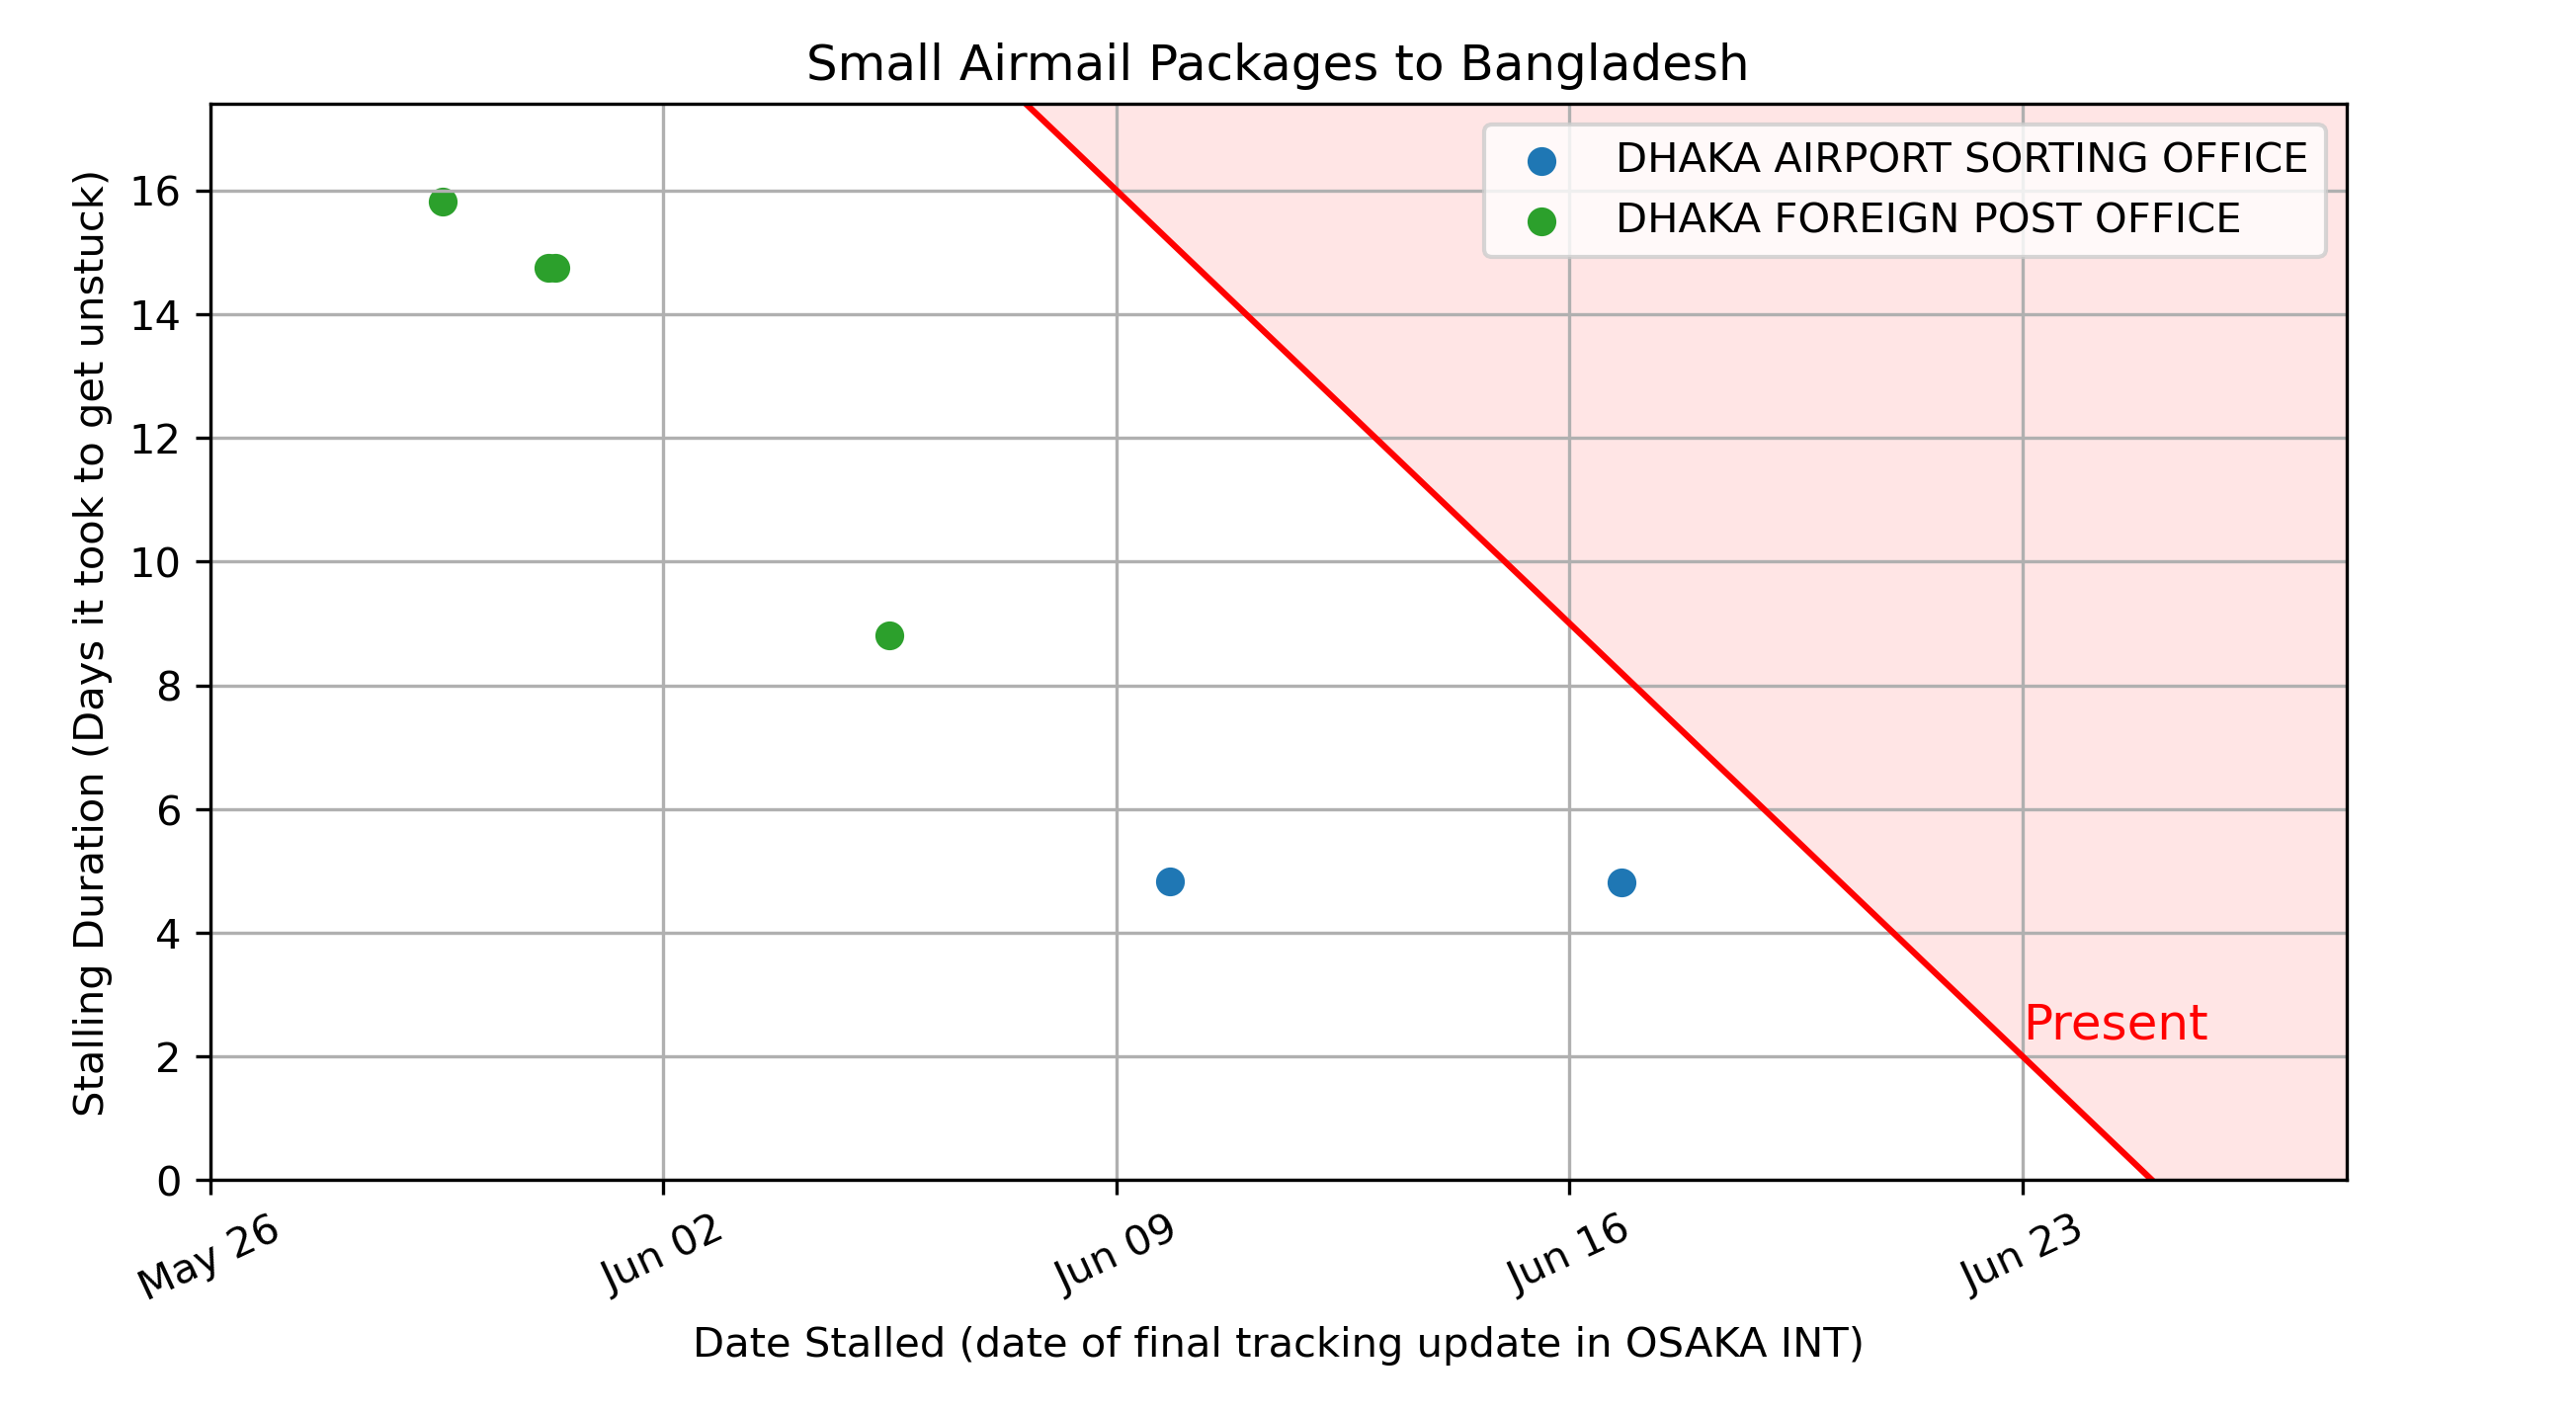 Small Airmail Packages to Bangladesh
DHAKA AIRPORT SORTING OFFICE
DHAKA FOREIGN POST OFFICE
Stalling Duration (Days it took to get unstuck)
16
14
12
10
8
6
4
2
0
Present
May 26
Jun 02
Jun 09
Jun 16
Jun 23
Date Stalled (date of final tracking update in OSAKA INT)